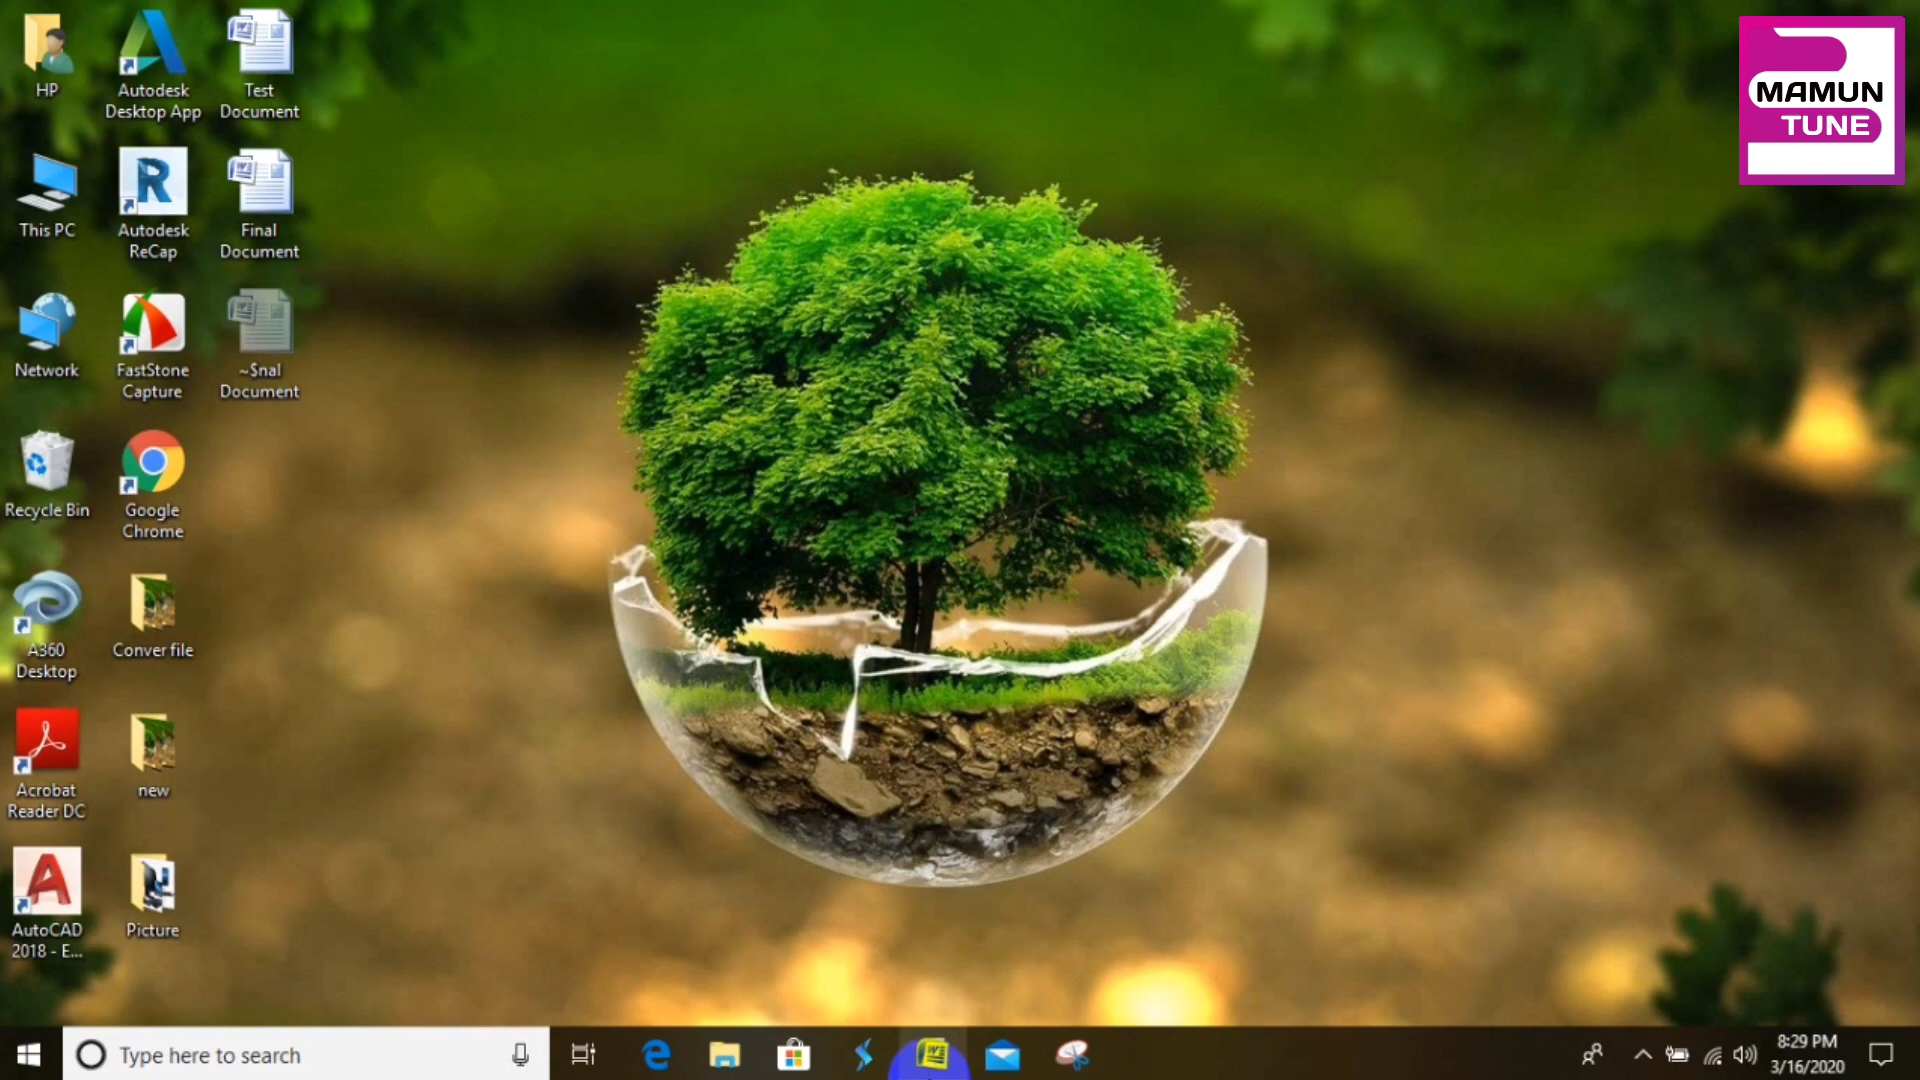 HP
Autodesk
Desktop App
Test
Document
MAMUN
TUNE
This PC
Autodesk
ReCap
Final
Document
Network
FastStone
Capture
~$nal
Document
Recycle Bin
Google
Chrome
A360
Desktop
Conver file
Acrobat
Reader DC
new
AutoCAD
2018 - E...
Picture
Type here to search
8:29 PM
3/16/2020